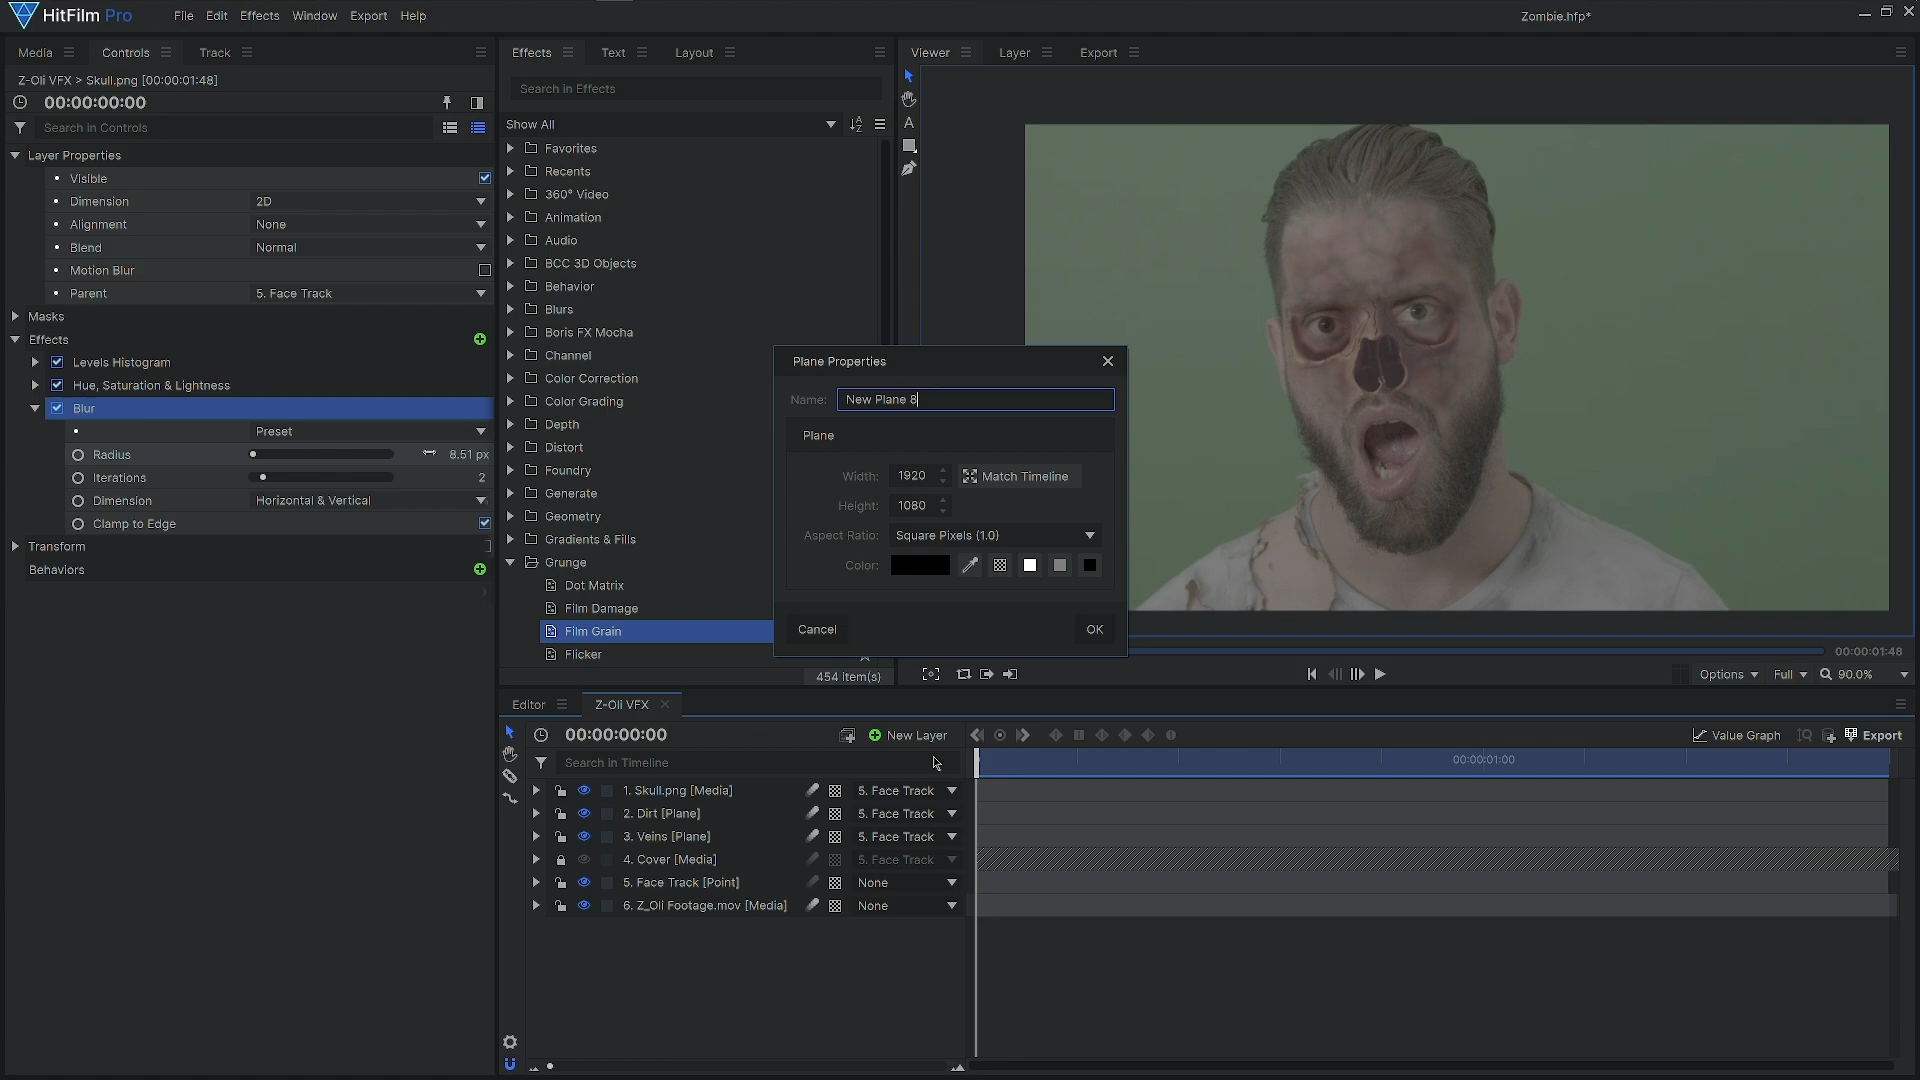 HitFilm Pro
File Edit Effects Window Export Help
Zombie.hfp*
Media Controls Track
Effects Text Layout
Viewer Layer Export
Z-Oli VFX > Skull.png [00:00:01:48]
00:00:00:00
Search in Controls
Layer Properties
Visible
Dimension 2D
Alignment None
Blend Normal
Motion Blur
Parent 5. Face Track
Masks
Effects
Levels Histogram
Hue, Saturation & Lightness
Blur
Preset
Radius 8.51 px
Iterations 2
Dimension Horizontal & Vertical
Clamp to Edge
Transform
Behaviors
Search in Effects
Show All
Favorites
Recents
360° Video
Animation
Audio
BCC 3D Objects
Behavior
Blurs
Boris FX Mocha
Channel
Color Correction
Color Grading
Depth
Distort
Foundry
Generate
Geometry
Gradients & Fills
Grunge
Dot Matrix
Film Damage
Film Grain
Flicker
454 item(s)
A
Plane Properties
Name: New Plane 8
Plane
Width: 1920 Match Timeline
Height: 1080
Aspect Ratio: Square Pixels (1.0)
Color:
Cancel OK
00:00:01:48
Options Full 90.0%
Editor Z-Oli VFX
00:00:00:00 New Layer Value Graph Export
Search in Timeline
00:00:01:00
1. Skull.png [Media] 5. Face Track
2. Dirt [Plane] 5. Face Track
3. Veins [Plane] 5. Face Track
4. Cover [Media] 5. Face Track
5. Face Track [Point] None
6. Z_Oli Footage.mov [Media] None